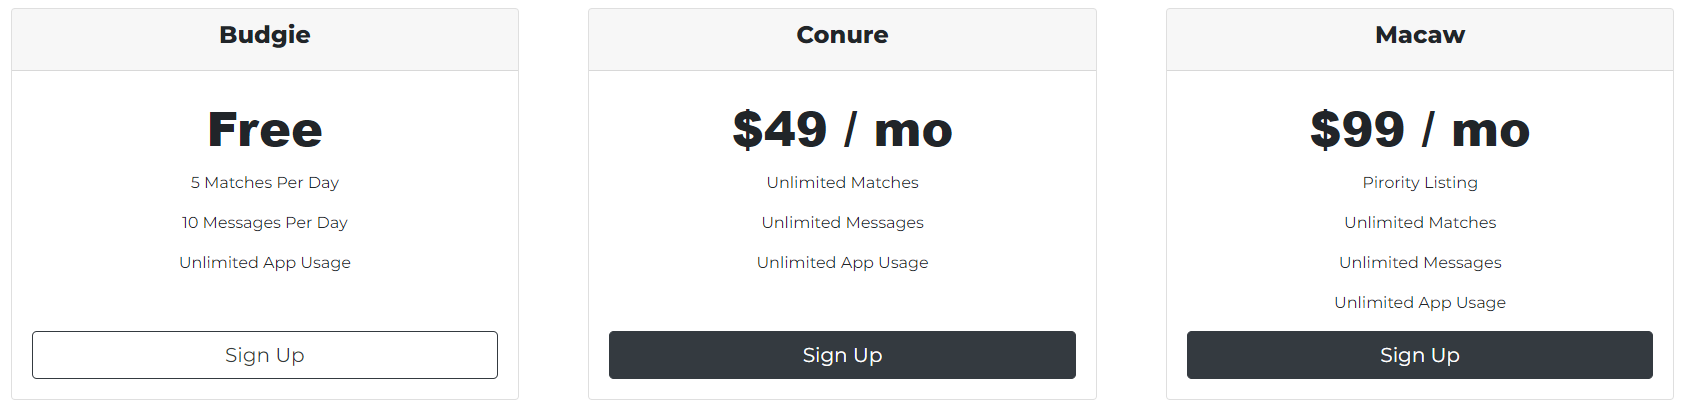 Budgie
Free
5 Matches Per Day
10 Messages Per Day
Unlimited App Usage
Sign Up
Conure
$49 / mo
Unlimited Matches
Unlimited Messages
Unlimited App Usage
Sign Up
Macaw
$99 / mo
Pirority Listing
Unlimited Matches
Unlimited Messages
Unlimited App Usage
Sign Up